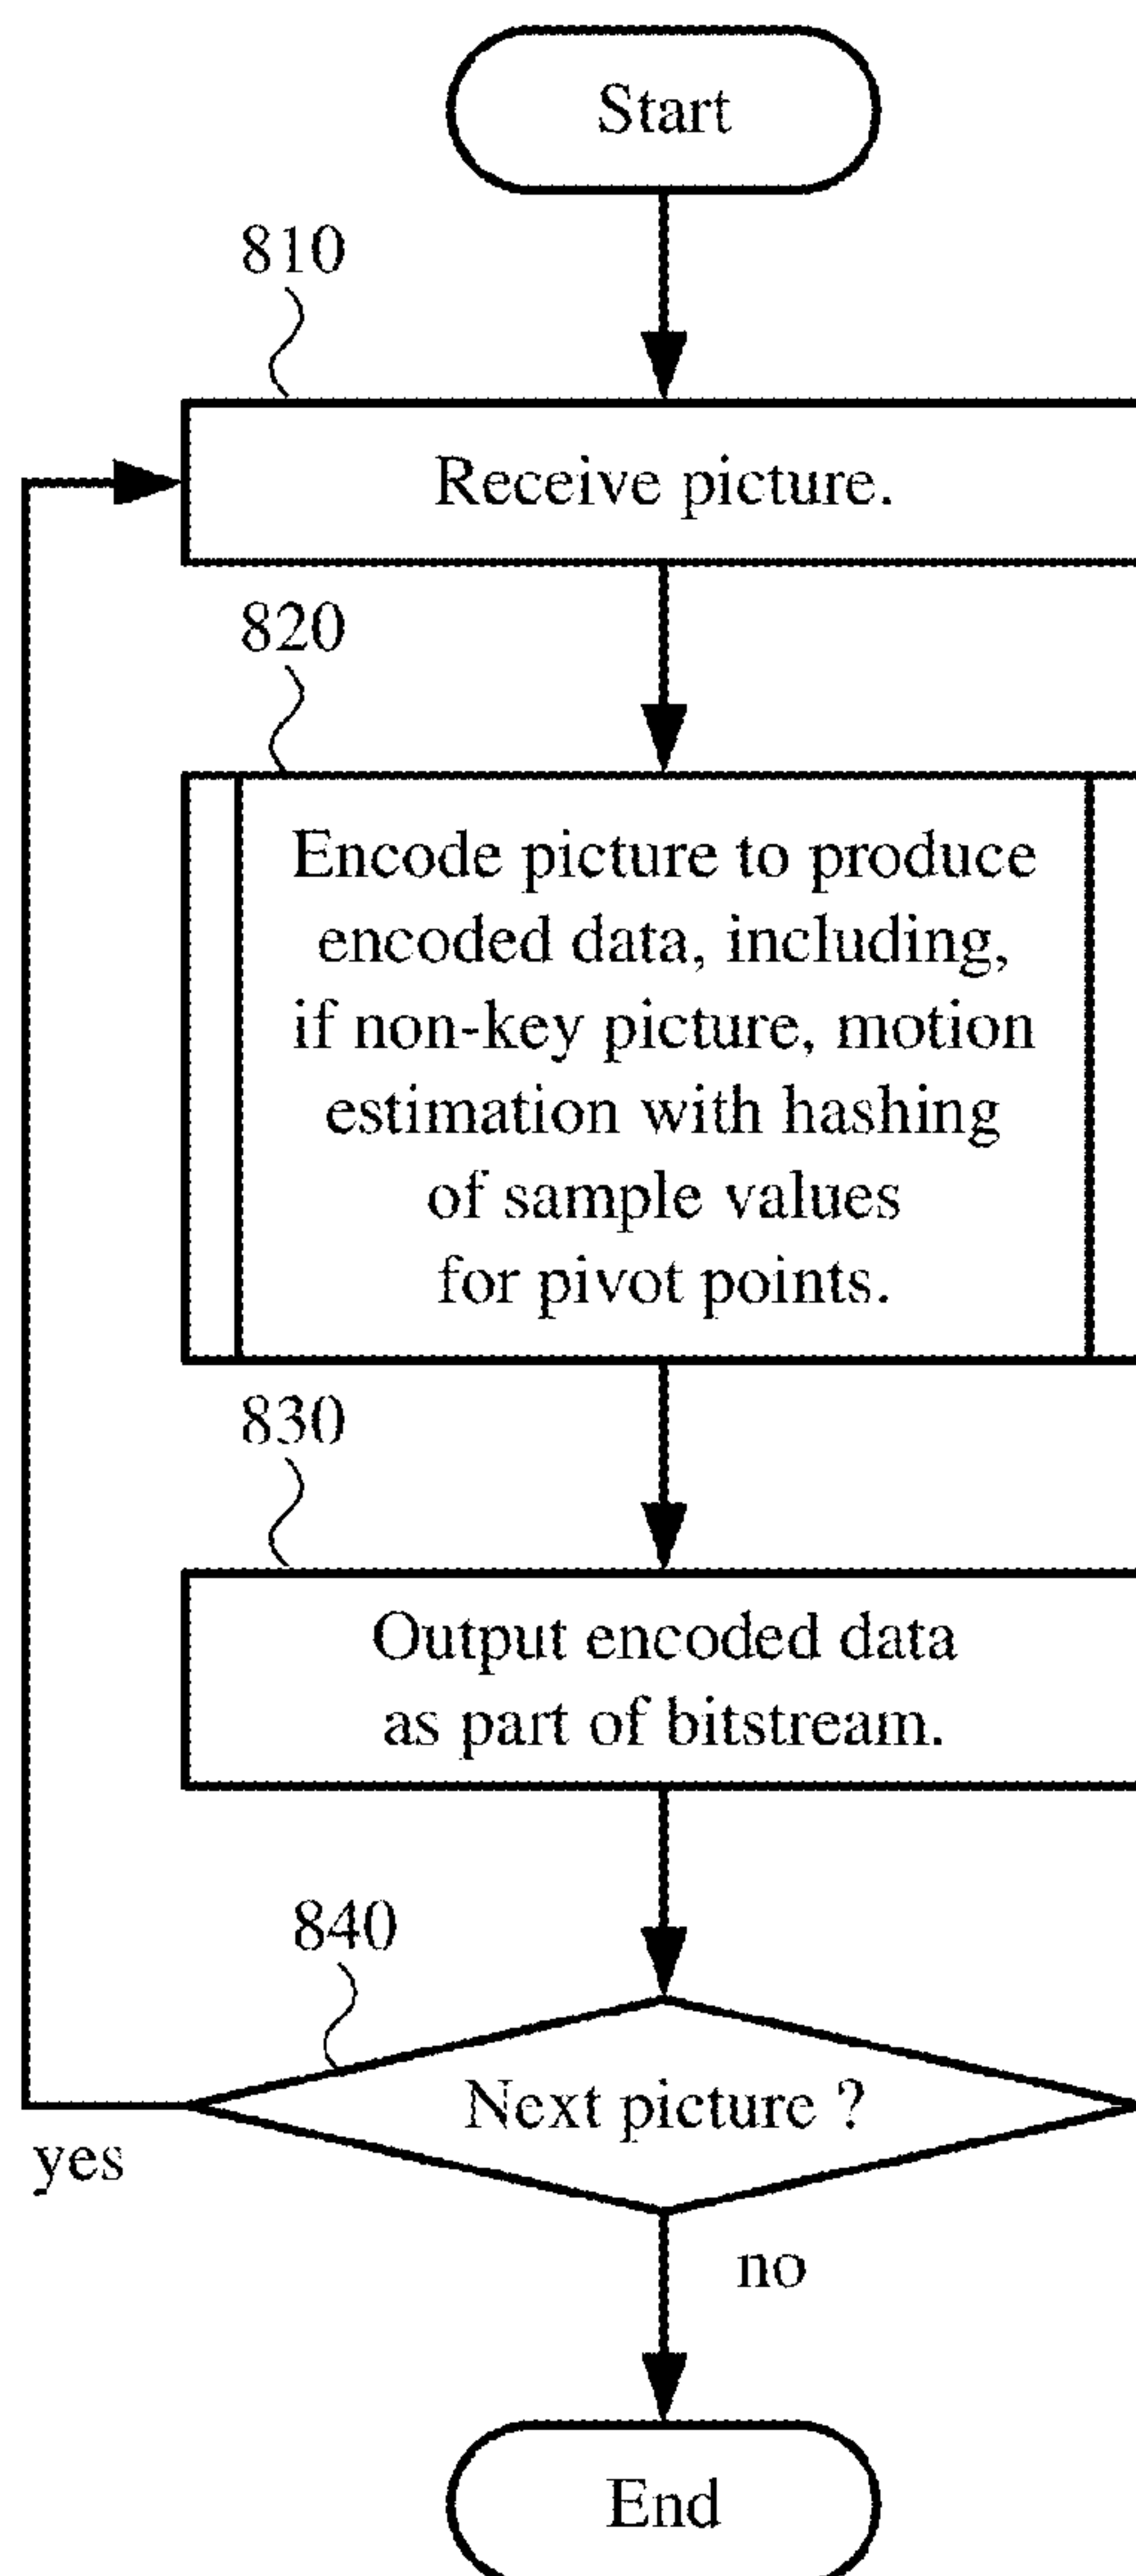 Start
810
Receive picture.
820
Encode picture to produce
encoded data, including,
if non-key picture, motion
estimation with hashing
of sample values
for pivot points.
830
Output encoded data
as part of bitstream.
840
Next picture ?
yes
no
End